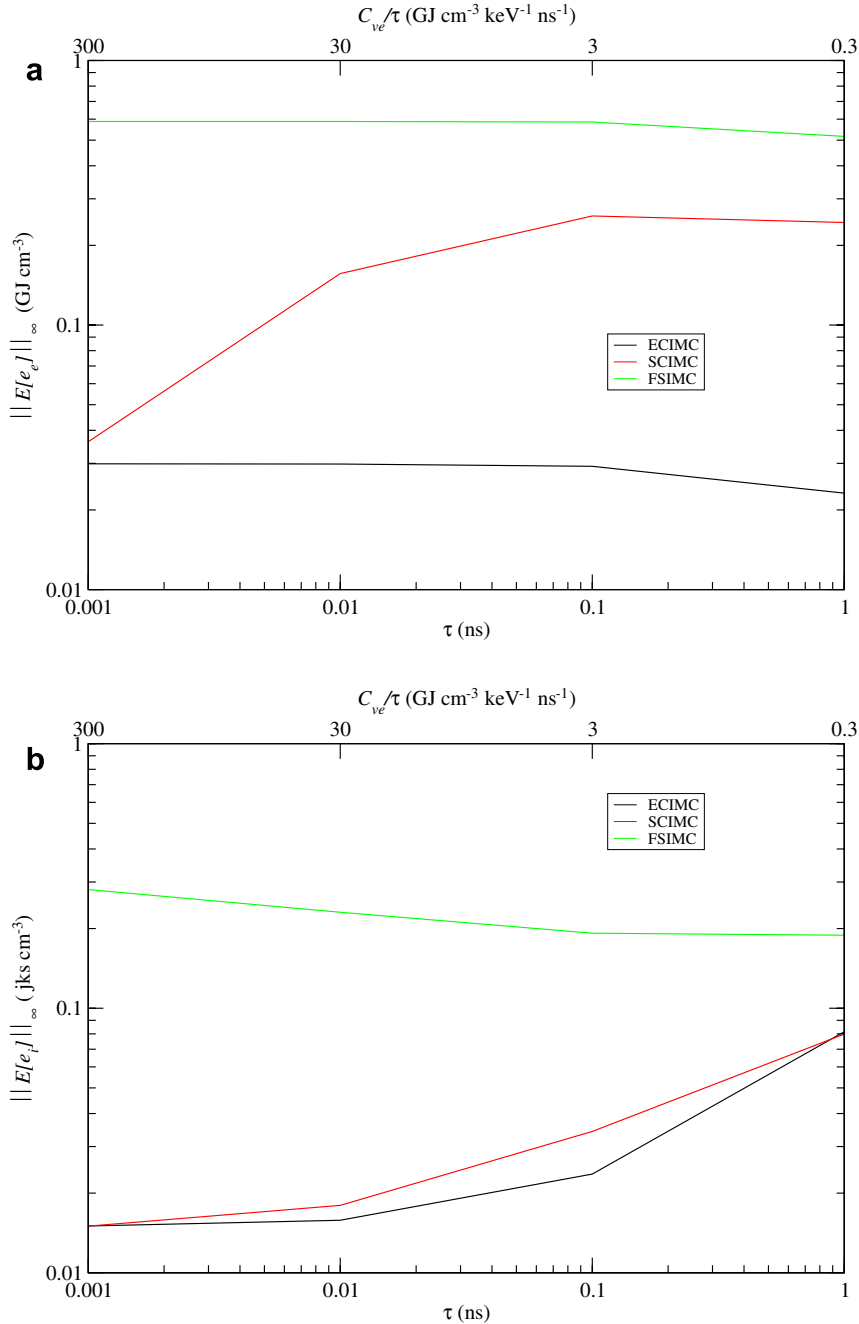 C_ve/τ (GJ cm⁻³ keV⁻¹ ns⁻¹)
300 30 3 0.3
a
1
0.1
0.01
||E[e_e]||_∞ (GJ cm⁻³)
ECIMC
SCIMC
FSIMC
0.001 0.01 0.1 1
τ (ns)
C_ve/τ (GJ cm⁻³ keV⁻¹ ns⁻¹)
300 30 3 0.3
b
1
0.1
0.01
||E[e_i]||_∞ (jks cm⁻³)
ECIMC
SCIMC
FSIMC
0.001 0.01 0.1 1
τ (ns)